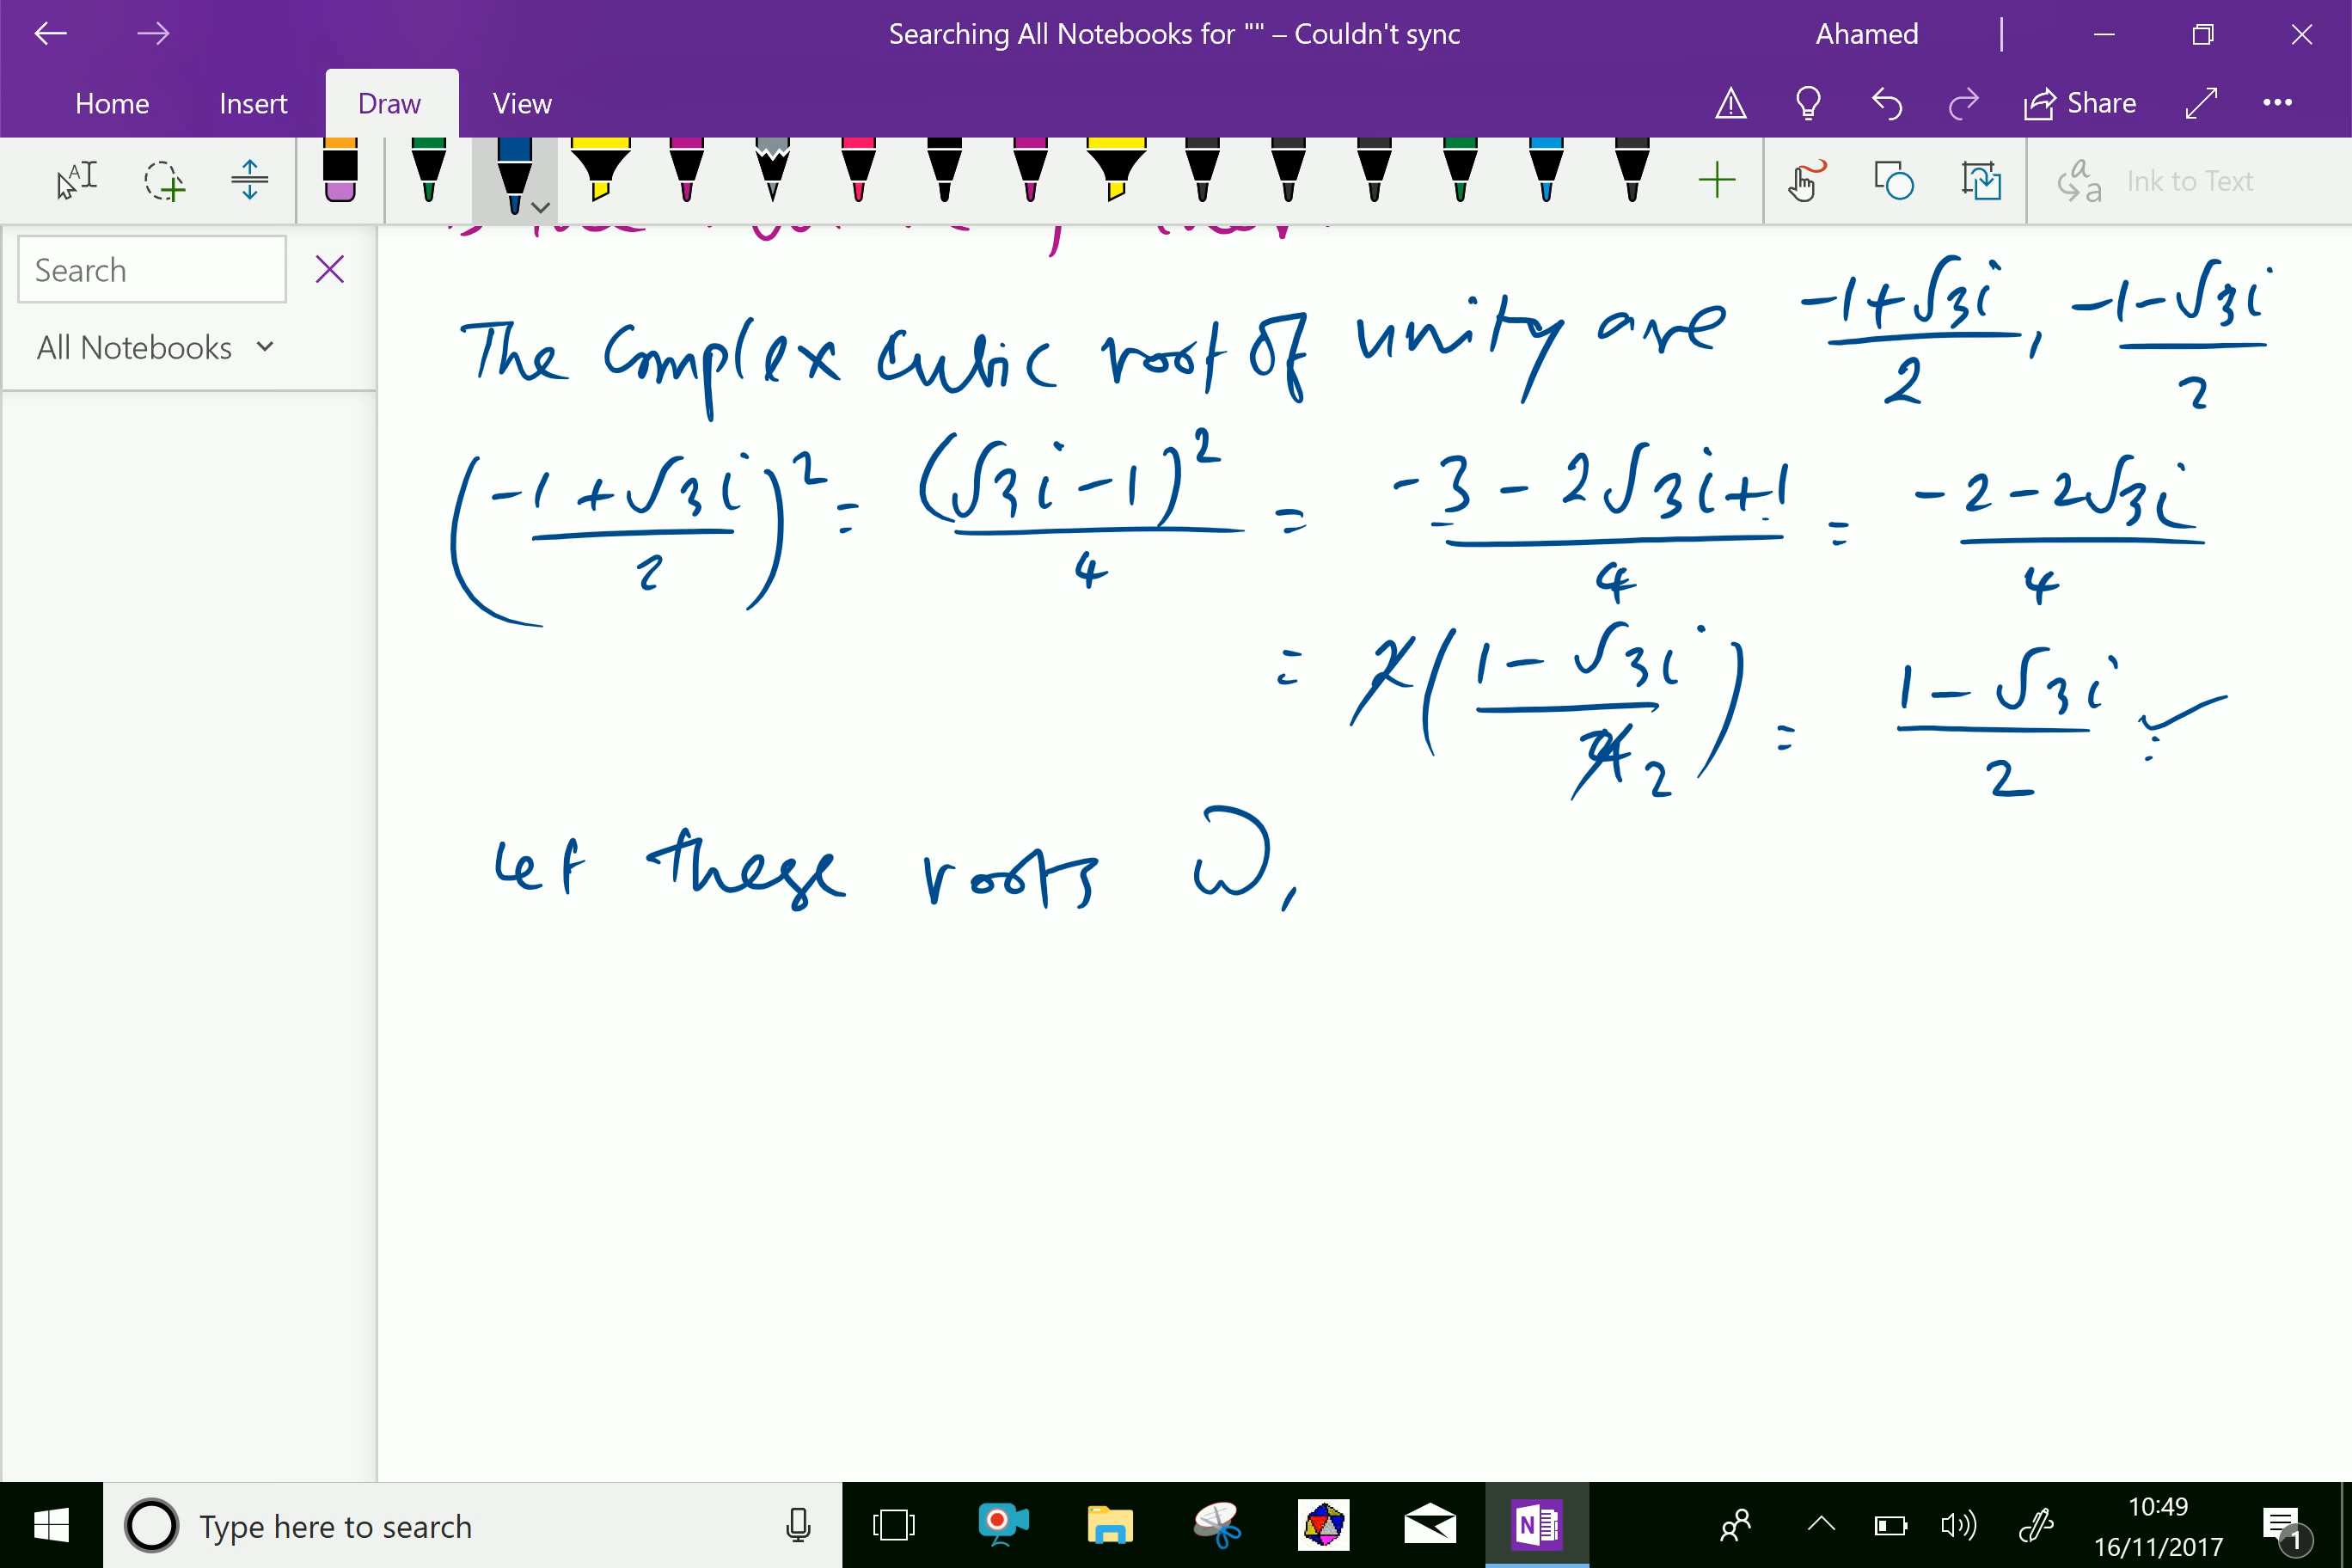 Searching All Notebooks for "" – Couldn't sync
Ahamed
Home Insert Draw View
Share
Ink to Text
Search
All Notebooks
The complex cubic root of unity are (-1+√3i)/2, (-1-√3i)/2
((-1+√3i)/2)² = (√3i-1)²/4 = (-3-2√3i+1)/4 = (-2-2√3i)/4
= 2((1-√3i)/4 2) = (1-√3i)/2 ✓
Let these roots ω,
Type here to search
10:49
16/11/2017
1